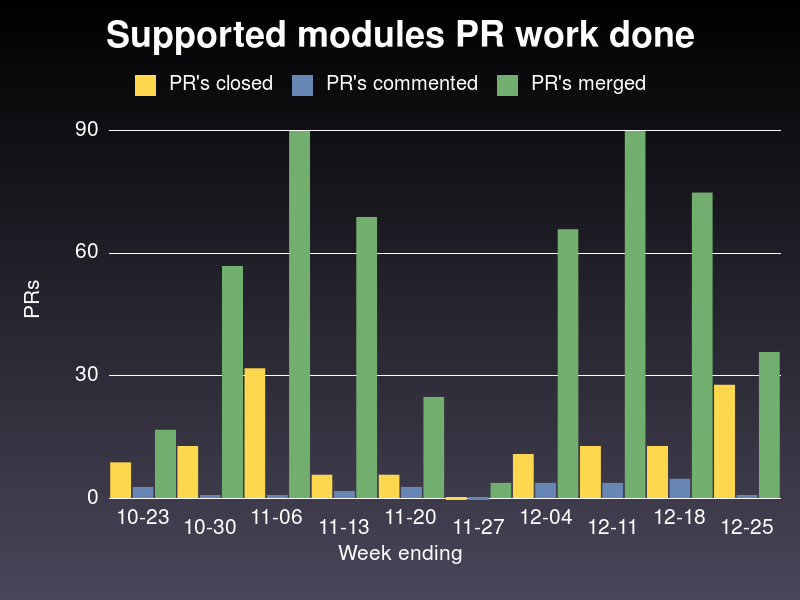 Supported modules PR work done
PR's closed PR's commented PR's merged
90
60
30
0
PRs
10-23 10-30 11-06 11-13 11-20 11-27 12-04 12-11 12-18 12-25
Week ending